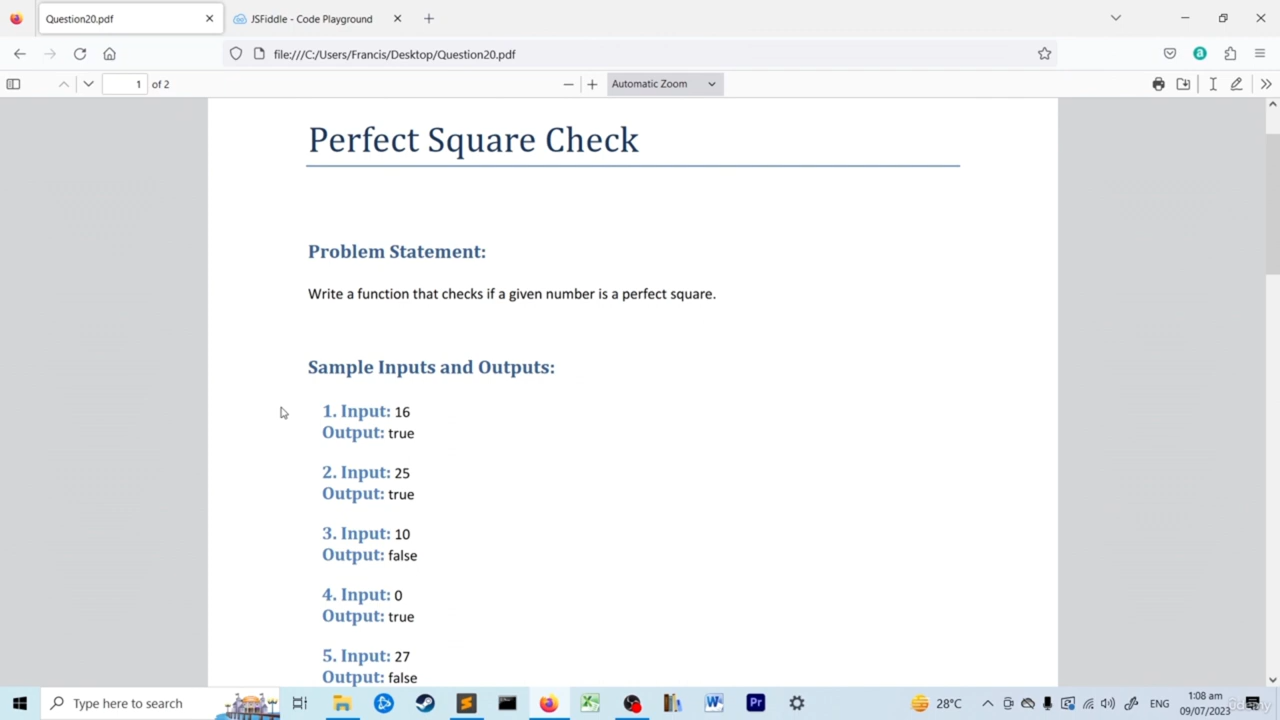 Question20.pdf
JSFiddle - Code Playground
file:///C:/Users/Francis/Desktop/Question20.pdf
1 of 2
Automatic Zoom
Perfect Square Check
Problem Statement:
Write a function that checks if a given number is a perfect square.
Sample Inputs and Outputs:
1. Input: 16
Output: true
2. Input: 25
Output: true
3. Input: 10
Output: false
4. Input: 0
Output: true
5. Input: 27
Output: false
Type here to search
28°C
ENG
1:08 am
09/07/2023
Udemy